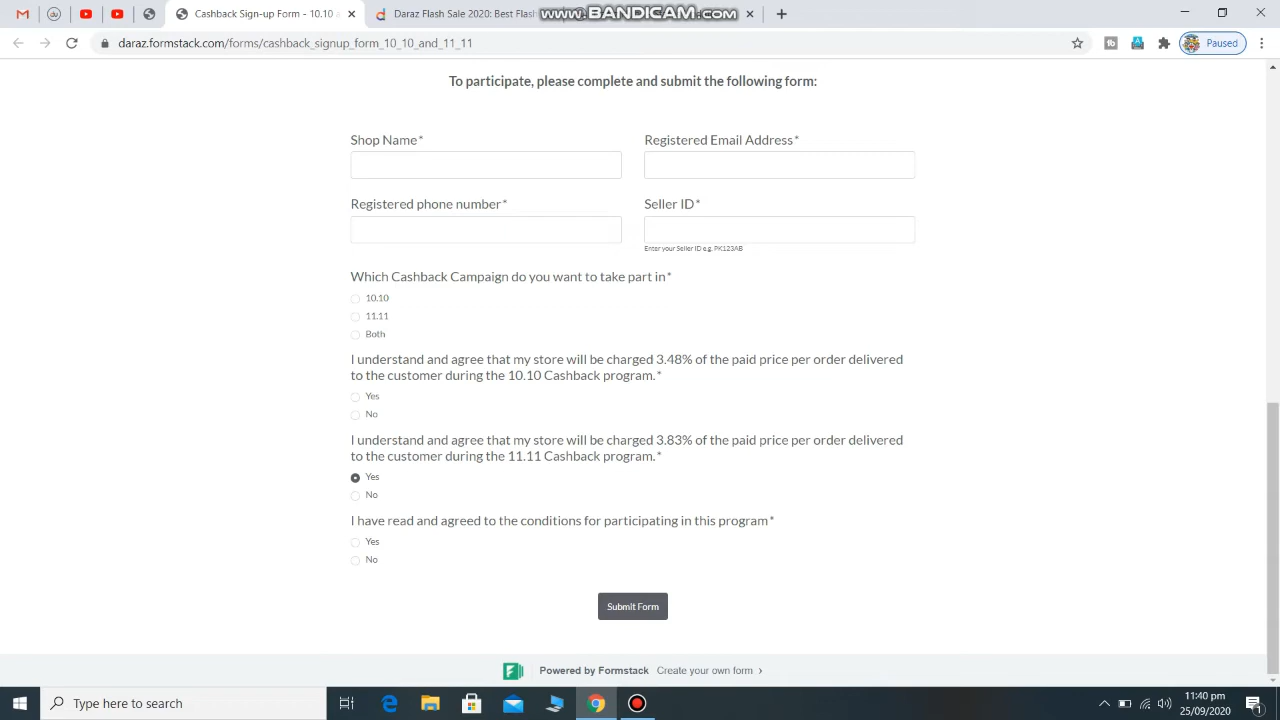 Cashback Sign-up Form - 10.10 a
Daraz Flash Sale 2020: Best Flash
WWW.BANDICAM.COM
daraz.formstack.com/forms/cashback_signup_form_10_10_and_11_11
Paused
To participate, please complete and submit the following form:
Shop Name*
Registered Email Address*
Registered phone number*
Seller ID*
Enter your Seller ID e.g. PK123AB
Which Cashback Campaign do you want to take part in*
10.10
11.11
Both
I understand and agree that my store will be charged 3.48% of the paid price per order delivered
to the customer during the 10.10 Cashback program.*
Yes
No
I understand and agree that my store will be charged 3.83% of the paid price per order delivered
to the customer during the 11.11 Cashback program.*
Yes
No
I have read and agreed to the conditions for participating in this program*
Yes
No
Submit Form
Powered by Formstack Create your own form >
Type here to search
11:40 pm
25/09/2020
1